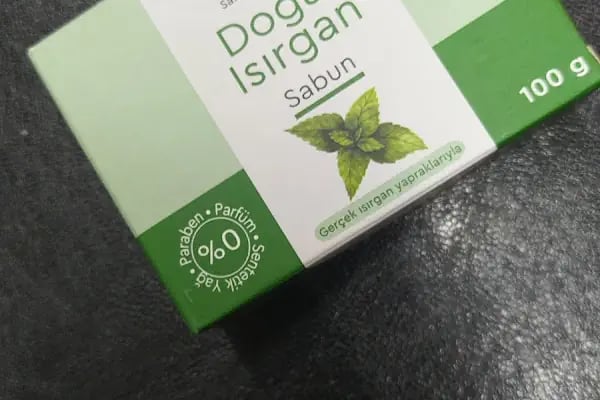 Doğa
Isırgan
Sabun
100 g
Gerçek ısırgan yapraklarıyla
Paraben • Parfüm • Sentetik Yağ •
%0